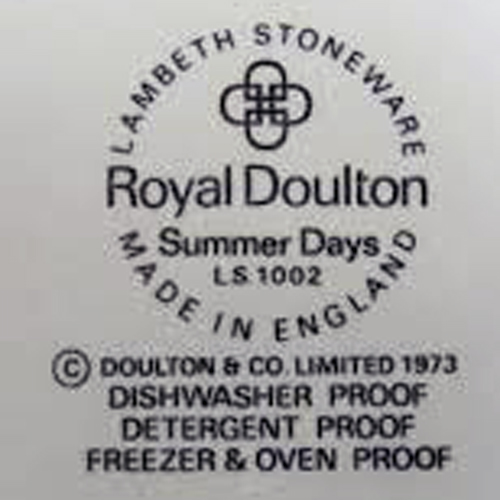 LAMBETH STONEWARE
Royal Doulton
Summer Days
L.S. 1002
MADE IN ENGLAND
© DOULTON & CO. LIMITED 1973
DISHWASHER PROOF
DETERGENT PROOF
FREEZER & OVEN PROOF